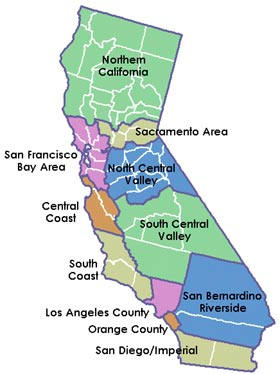 Northern
California
Sacramento Area
San Francisco
Bay Area
North Central
Valley
Central
Coast
South Central
Valley
South
Coast
San Bernardino
Riverside
Los Angeles County
Orange County
San Diego/Imperial